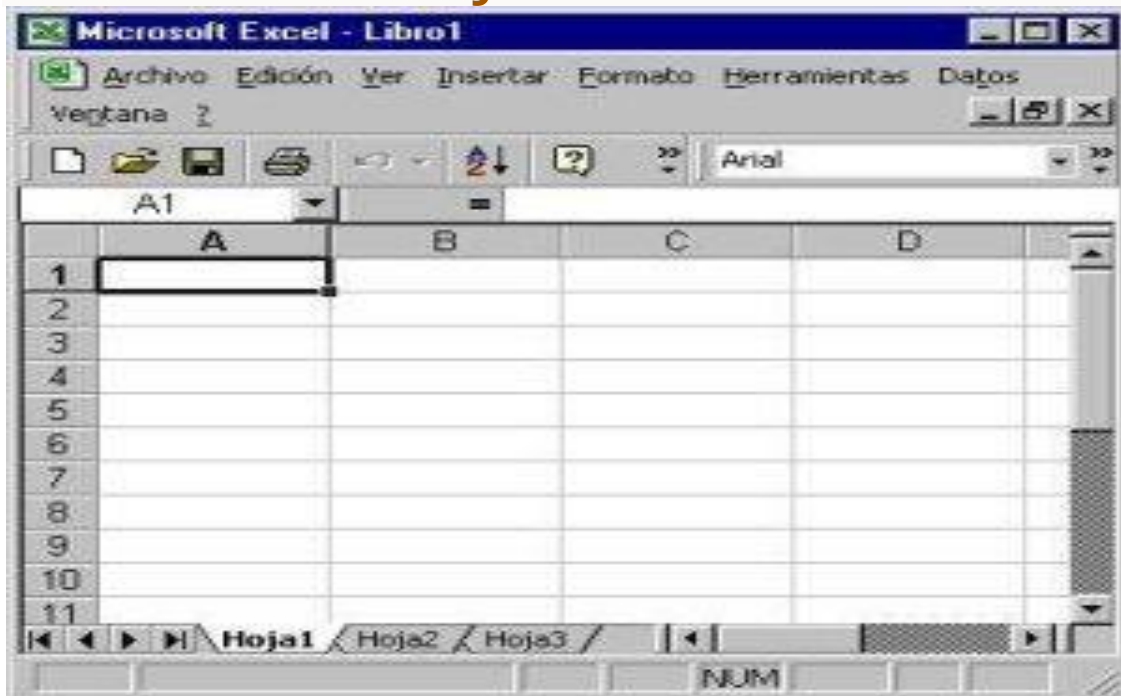 Microsoft Excel - Libro1
Archivo Edición Ver Insertar Formato Herramientas Datos
Ventana ?
Arial
A1 =
A B C D
1
2
3
4
5
6
7
8
9
10
11
Hoja1 Hoja2 Hoja3
NUM